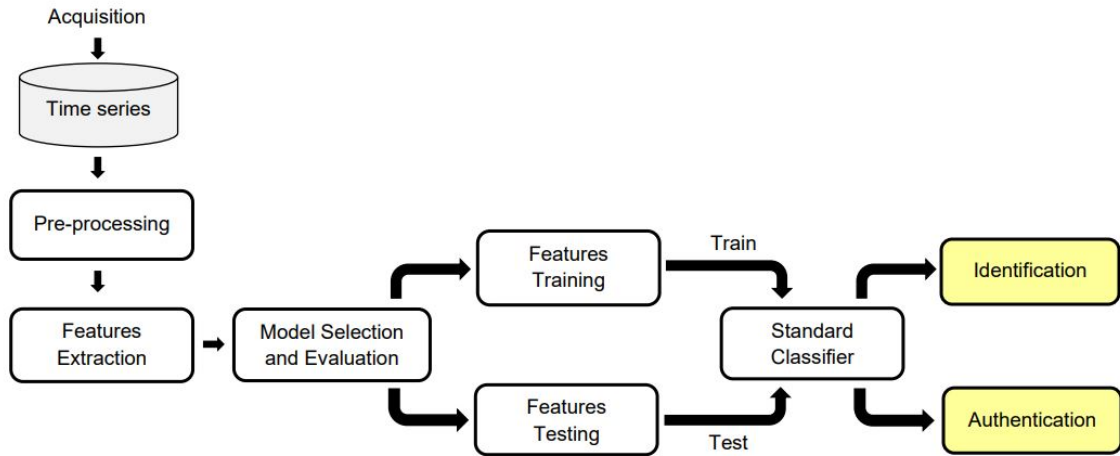 Acquisition
Time series
Pre-processing
Features
Extraction
Model Selection
and Evaluation
Features
Training
Features
Testing
Train
Test
Standard
Classifier
Identification
Authentication